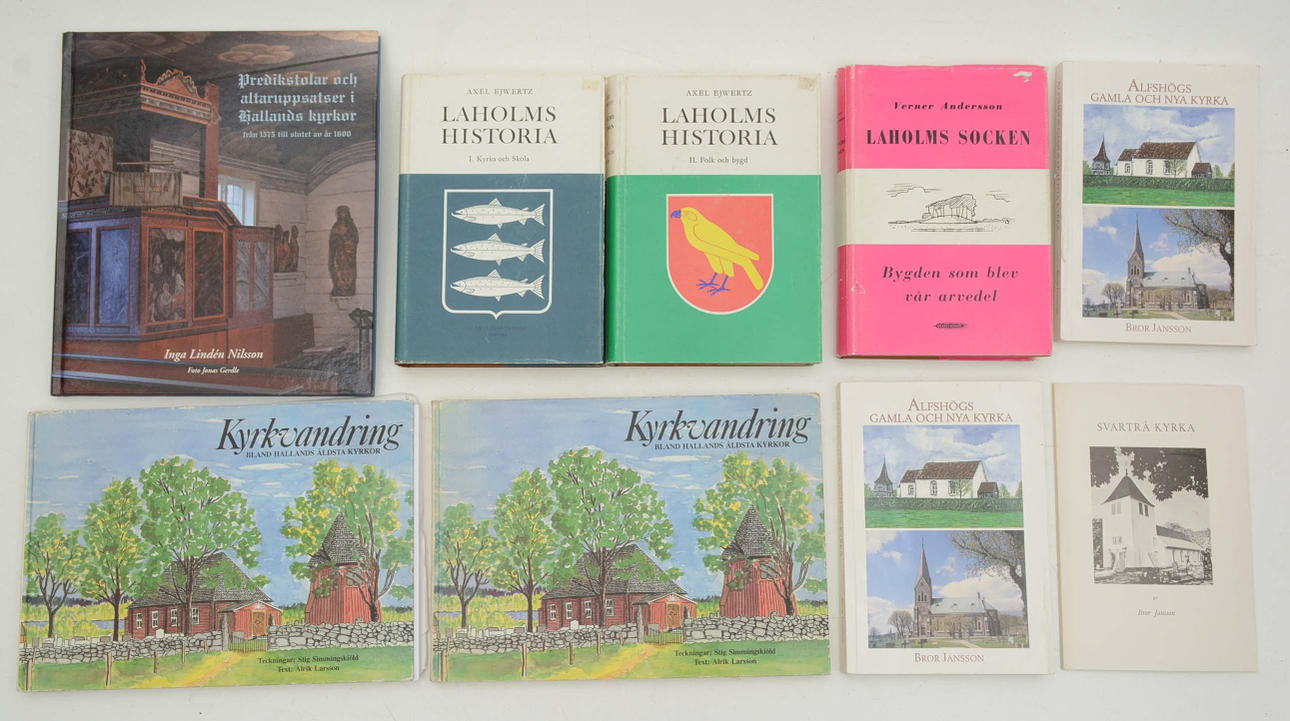 Predikstolar och
altaruppsatser i
Hallands kyrkor
från 1575 till slutet av år 1600
Inga Lindén Nilsson
Foto Jonas Gerdle
AXEL EJWERTZ
LAHOLMS
HISTORIA
I. Kyrka och Skola
AXEL EJWERTZ
LAHOLMS
HISTORIA
II. Folk och bygd
Verner Andersson
LAHOLMS SOCKEN
Bygden som blev
vår arvedel
ALFSHÖGS
GAMLA OCH NYA KYRKA
BROR JANSSON
Kyrkvandring
BLAND HALLANDS ÄLDSTA KYRKOR
Teckningar: Stig Simmingskiöld
Text: Alrik Larsson
Kyrkvandring
BLAND HALLANDS ÄLDSTA KYRKOR
Teckningar: Stig Simmingskiöld
Text: Alrik Larsson
ALFSHÖGS
GAMLA OCH NYA KYRKA
BROR JANSSON
SVARTRÅ KYRKA
av
Bror Jansson